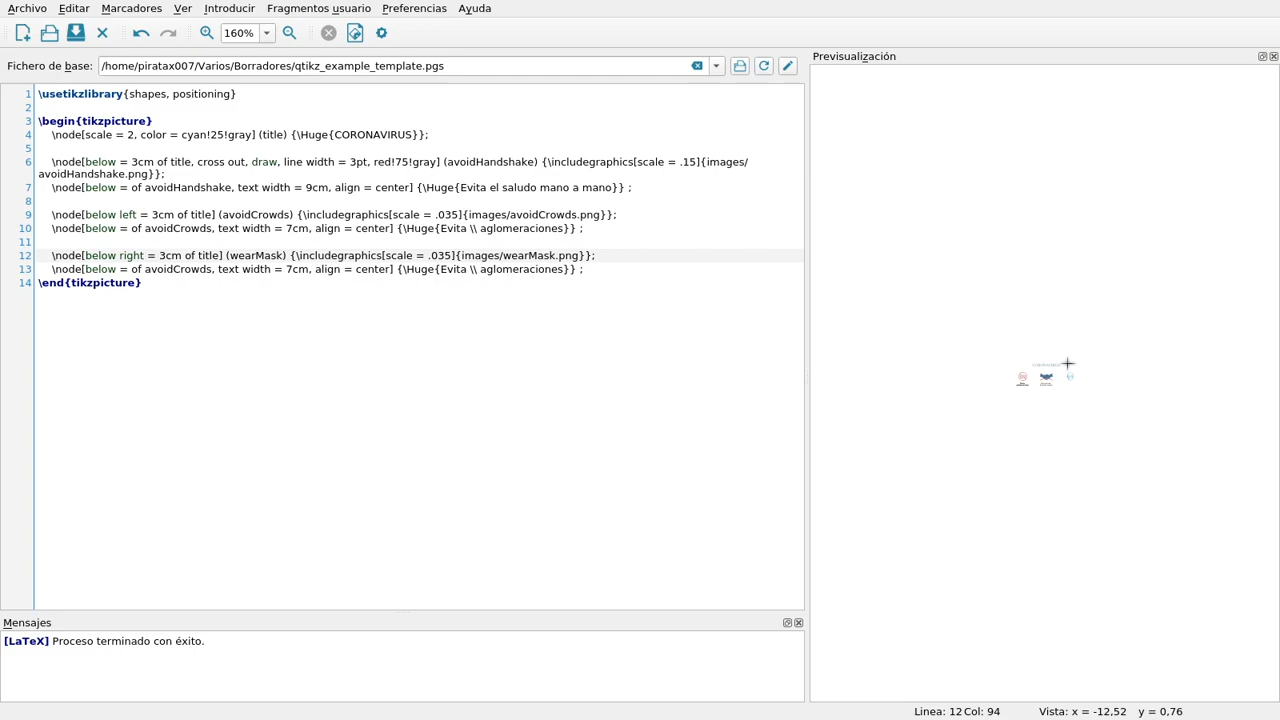 Archivo Editar Marcadores Ver Introducir Fragmentos usuario Preferencias Ayuda
160%
Fichero de base: /home/piratax007/Varios/Borradores/qtikz_example_template.pgs
Previsualización
1 \usetikzlibrary{shapes, positioning}
2
3 \begin{tikzpicture}
4 \node[scale = 2, color = cyan!25!gray] (title) {\Huge{CORONAVIRUS}};
5
6 \node[below = 3cm of title, cross out, draw, line width = 3pt, red!75!gray] (avoidHandshake) {\includegraphics[scale = .15]{images/
avoidHandshake.png}};
7 \node[below = of avoidHandshake, text width = 9cm, align = center] {\Huge{Evita el saludo mano a mano}} ;
8
9 \node[below left = 3cm of title] (avoidCrowds) {\includegraphics[scale = .035]{images/avoidCrowds.png}};
10 \node[below = of avoidCrowds, text width = 7cm, align = center] {\Huge{Evita \\ aglomeraciones}} ;
11
12 \node[below right = 3cm of title] (wearMask) {\includegraphics[scale = .035]{images/wearMask.png}};
13 \node[below = of avoidCrowds, text width = 7cm, align = center] {\Huge{Evita \\ aglomeraciones}} ;
14 \end{tikzpicture}
Mensajes
[LaTeX] Proceso terminado con éxito.
Linea: 12 Col: 94 Vista: x = -12,52 y = 0,76